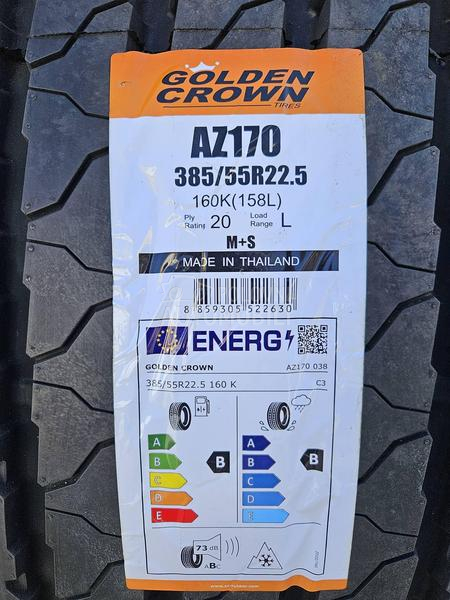 GOLDEN
CROWN
TIRES
AZ170
385/55R22.5
160K(158L)
Ply Rating 20 Load Range L
M+S
MADE IN THAILAND
8 859305 522630
ENERG
GOLDEN CROWN AZ170 038
385/55R22.5 160 K C3
A A
B B B B
C C
D D
E E
73 dB
ABC